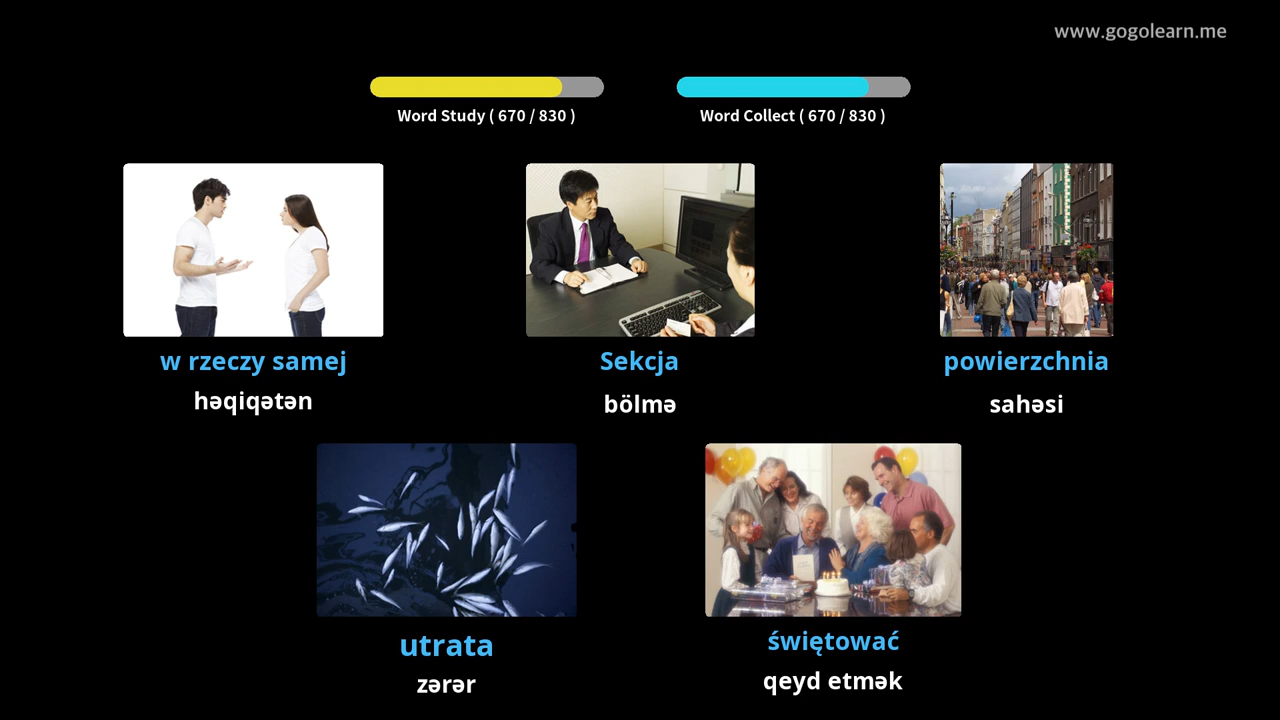 www.gogolearn.me
Word Study ( 670 / 830 )
Word Collect ( 670 / 830 )
w rzeczy samej
həqiqətən
Sekcja
bölmə
powierzchnia
sahəsi
utrata
zərər
świętować
qeyd etmək